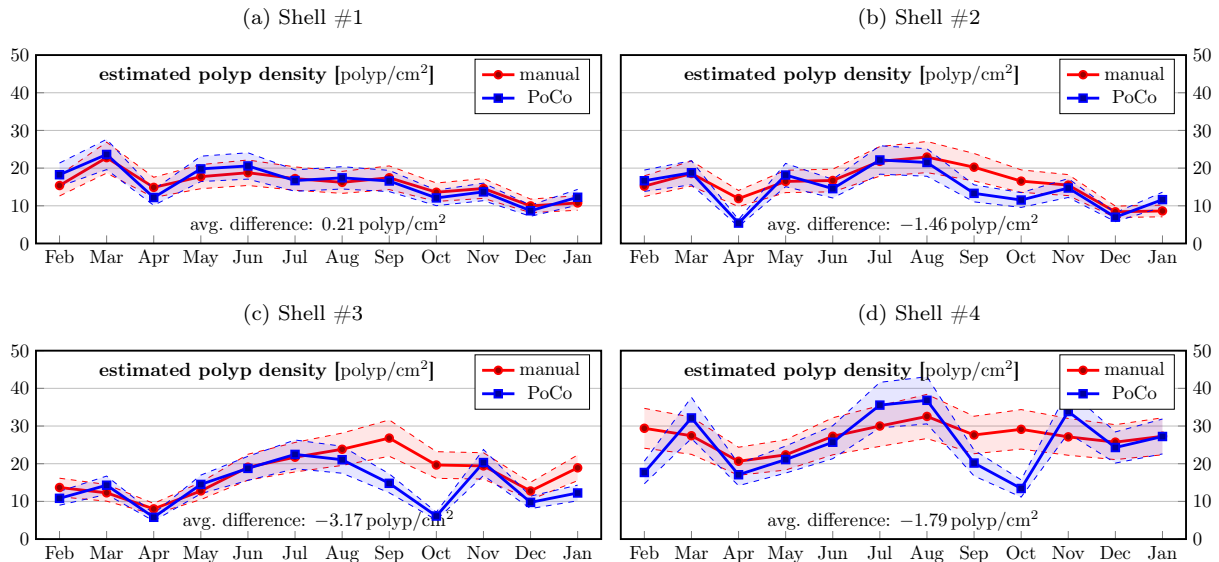 (a) Shell #1
estimated polyp density [polyp/cm²]
manual
PoCo
50
40
30
20
10
0
avg. difference: 0.21 polyp/cm²
Feb Mar Apr May Jun Jul Aug Sep Oct Nov Dec Jan
(b) Shell #2
estimated polyp density [polyp/cm²]
manual
PoCo
50
40
30
20
10
0
avg. difference: −1.46 polyp/cm²
Feb Mar Apr May Jun Jul Aug Sep Oct Nov Dec Jan
(c) Shell #3
estimated polyp density [polyp/cm²]
manual
PoCo
50
40
30
20
10
0
avg. difference: −3.17 polyp/cm²
Feb Mar Apr May Jun Jul Aug Sep Oct Nov Dec Jan
(d) Shell #4
estimated polyp density [polyp/cm²]
manual
PoCo
50
40
30
20
10
0
avg. difference: −1.79 polyp/cm²
Feb Mar Apr May Jun Jul Aug Sep Oct Nov Dec Jan